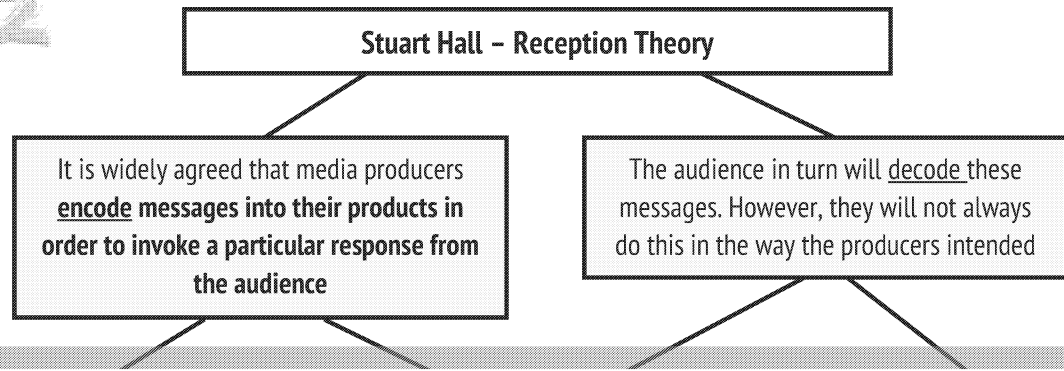 Stuart Hall – Reception Theory
It is widely agreed that media producers
encode messages into their products in
order to invoke a particular response from
the audience
The audience in turn will decode these
messages. However, they will not always
do this in the way the producers intended